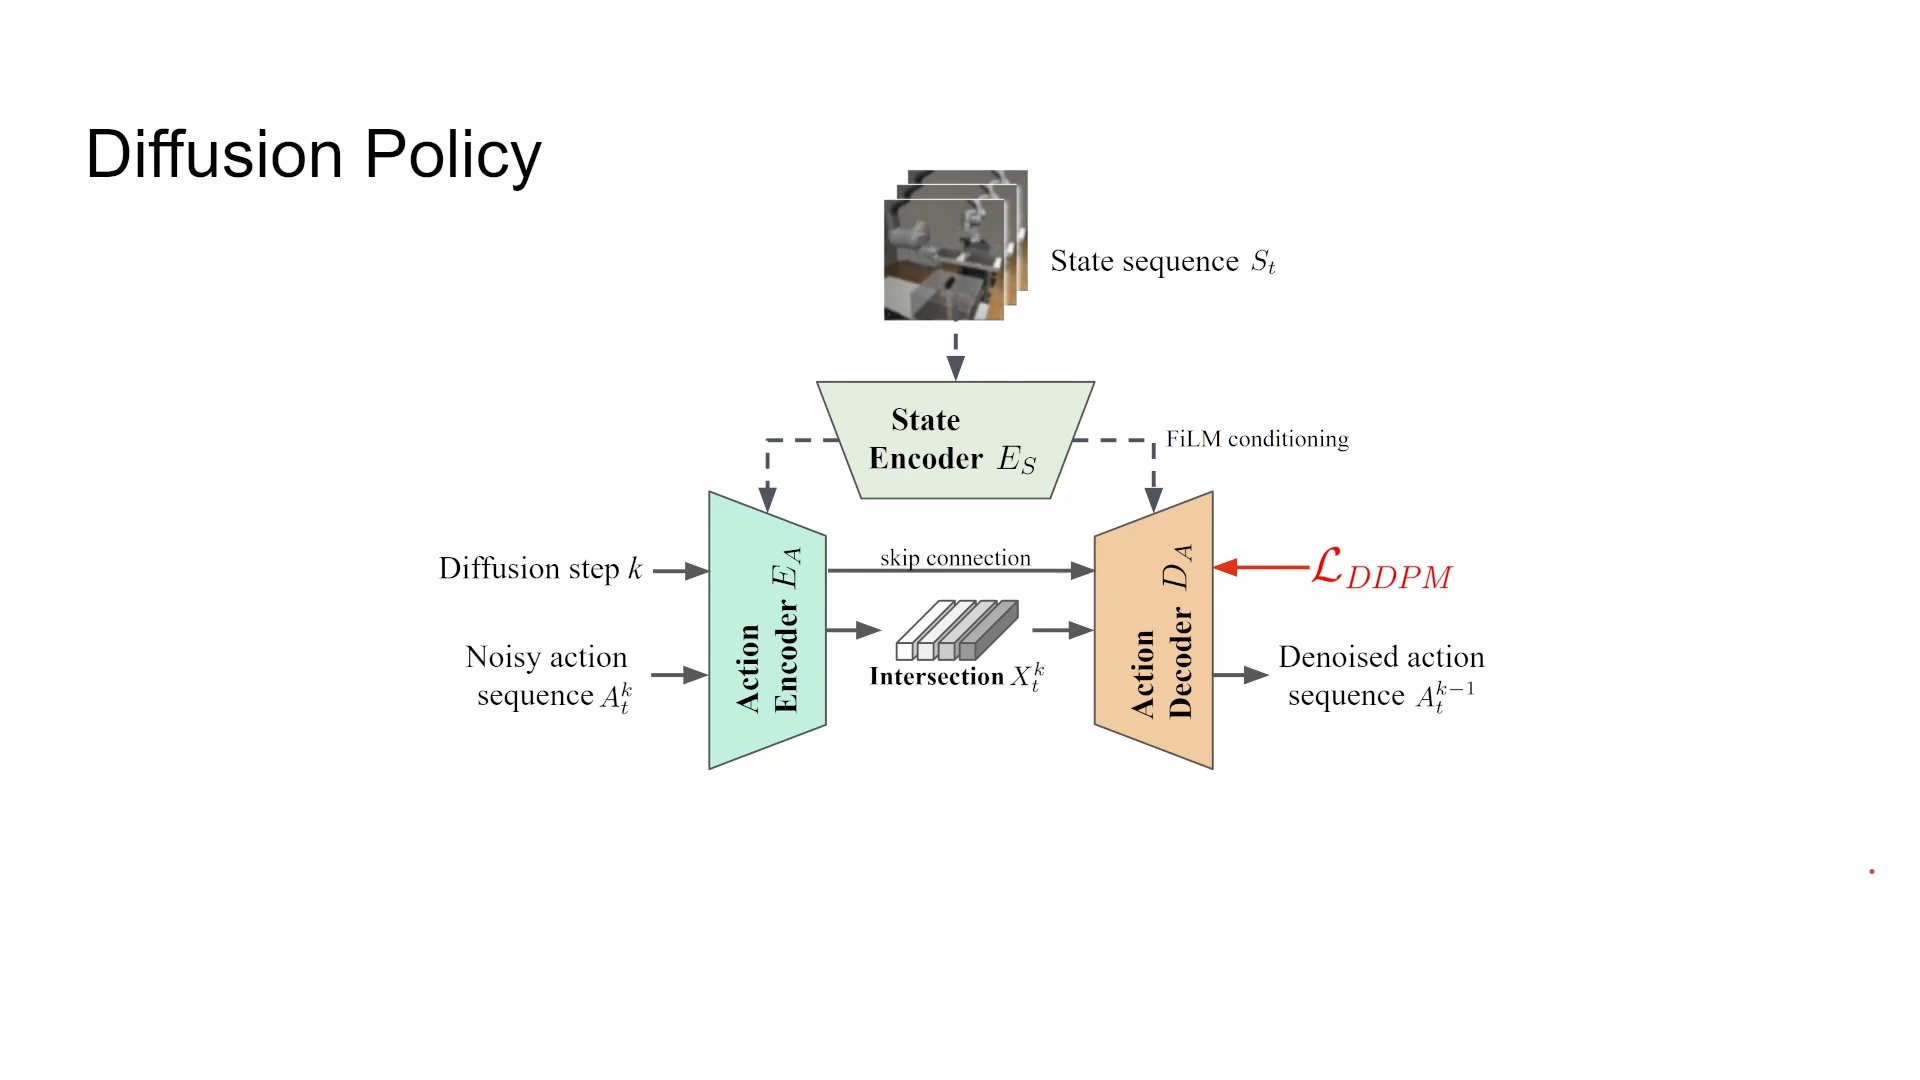 Diffusion Policy
State sequence S_t
State
Encoder E_S
FiLM conditioning
Diffusion step k
skip connection
Action
Encoder E_A
Action
Decoder D_A
ℒ_DDPM
Noisy action
sequence A_t^k
Intersection X_t^k
Denoised action
sequence A_t^{k-1}